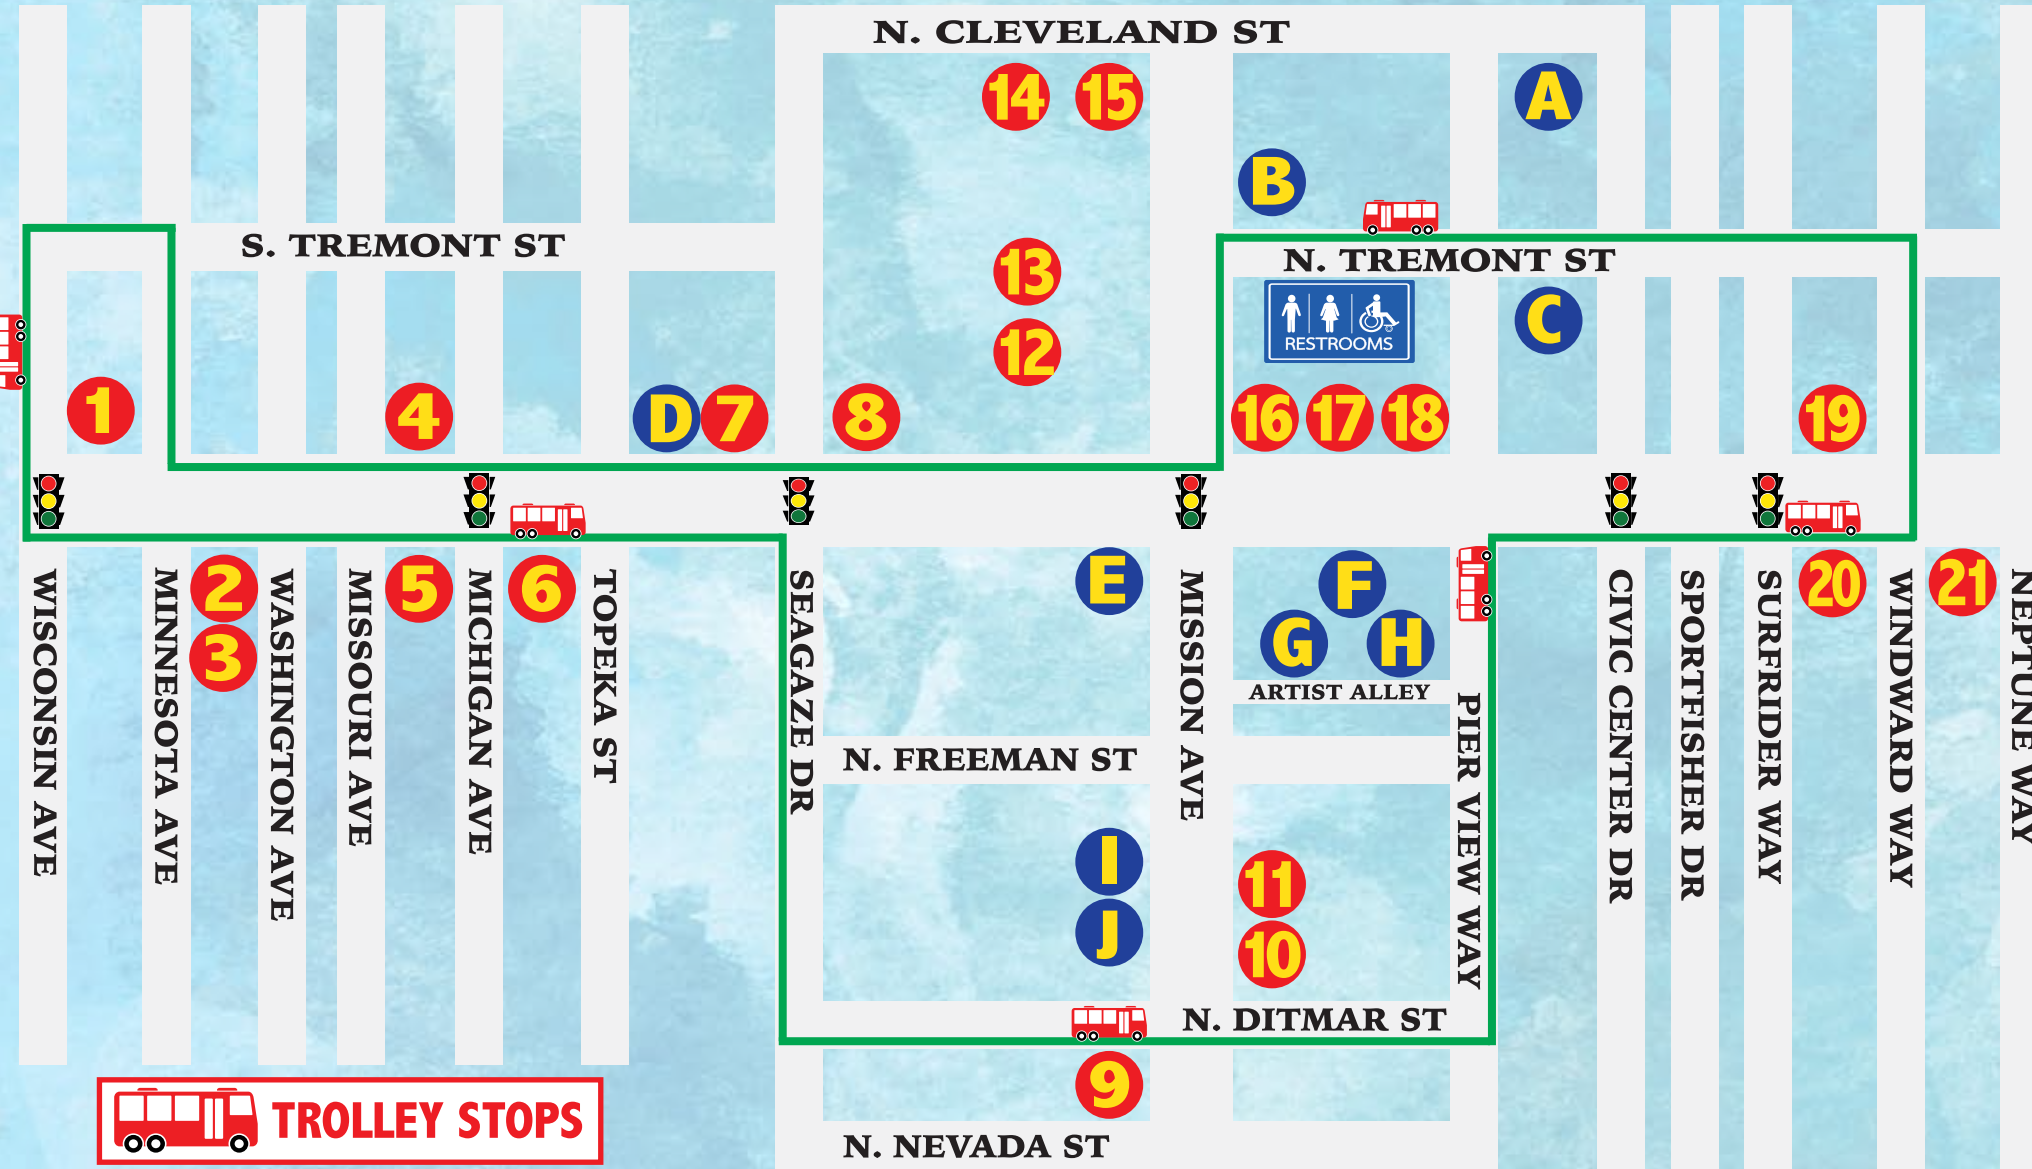 N. CLEVELAND ST
14 15 A
B
S. TREMONT ST
N. TREMONT ST
13
12
RESTROOMS
C
1
4
D 7
8
16 17 18
19
2
3
5
6
E
F
G H
ARTIST ALLEY
20
21
WISCONSIN AVE
MINNESOTA AVE
WASHINGTON AVE
MISSOURI AVE
MICHIGAN AVE
TOPEKA ST
SEAGAZE DR
MISSION AVE
PIER VIEW WAY
CIVIC CENTER DR
SPORTFISHER DR
SURFRIDER WAY
WINDWARD WAY
NEPTUNE WAY
N. FREEMAN ST
I
J
11
10
N. DITMAR ST
9
TROLLEY STOPS
N. NEVADA ST